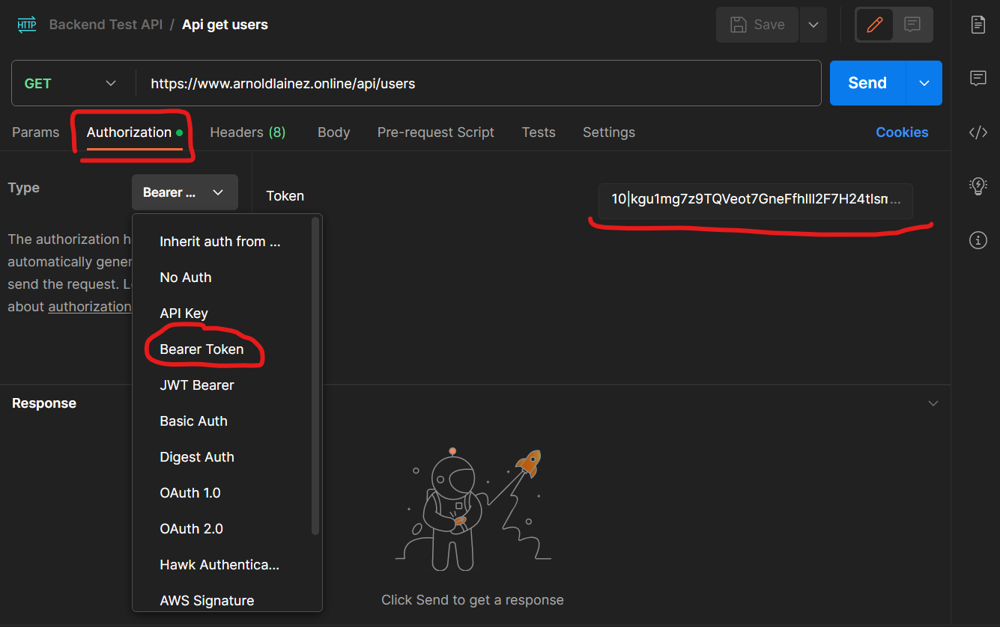 HTTP Backend Test API / Api get users
Save
GET https://www.arnoldlainez.online/api/users
Send
Params Authorization Headers (8) Body Pre-request Script Tests Settings Cookies
Type
Bearer ...
Token
10|kgu1mg7z9TQVeot7GneFfhlIl2F7H24tlsm...
The authorization h
automatically gener
send the request. L
about authorization
Inherit auth from ...
No Auth
API Key
Bearer Token
JWT Bearer
Basic Auth
Digest Auth
OAuth 1.0
OAuth 2.0
Hawk Authentica...
AWS Signature
Response
Click Send to get a response